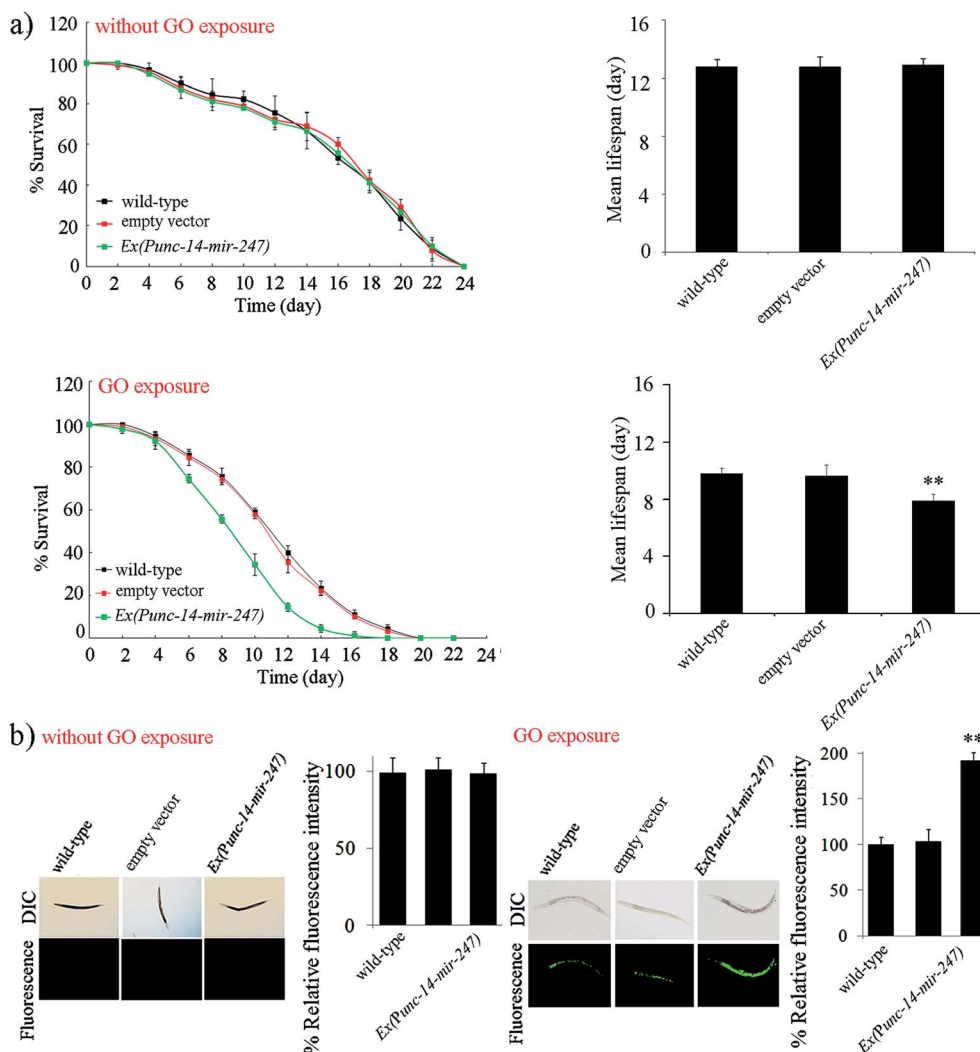 a)
without GO exposure
120
100
80
60
40
20
0
% Survival
wild-type
empty vector
Ex(Punc-14-mir-247)
0 2 4 6 8 10 12 14 16 18 20 22 24
Time (day)
16
12
8
4
0
Mean lifespan (day)
wild-type
empty vector
Ex(Punc-14-mir-247)
GO exposure
120
100
80
60
40
20
0
% Survival
wild-type
empty vector
Ex(Punc-14-mir-247)
0 2 4 6 8 10 12 14 16 18 20 22 24
Time (day)
16
12
8
4
0
Mean lifespan (day)
**
wild-type
empty vector
Ex(Punc-14-mir-247)
b)
without GO exposure
wild-type
empty vector
Ex(Punc-14-mir-247)
DIC
Fluorescence
100
50
0
% Relative fluorescence intensity
wild-type
Ex(Punc-14-mir-247)
GO exposure
wild-type
empty vector
Ex(Punc-14-mir-247)
DIC
Fluorescence
200
150
100
50
0
% Relative fluorescence intensity
**
wild-type
Ex(Punc-14-mir-247)